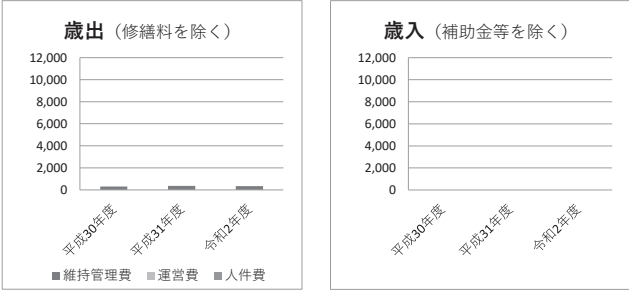 歳出（修繕料を除く）
12,000
10,000
8,000
6,000
4,000
2,000
0
平成30年度
平成31年度
令和2年度
■維持管理費 ■運営費 ■人件費
歳入（補助金等を除く）
12,000
10,000
8,000
6,000
4,000
2,000
0
平成30年度
平成31年度
令和2年度